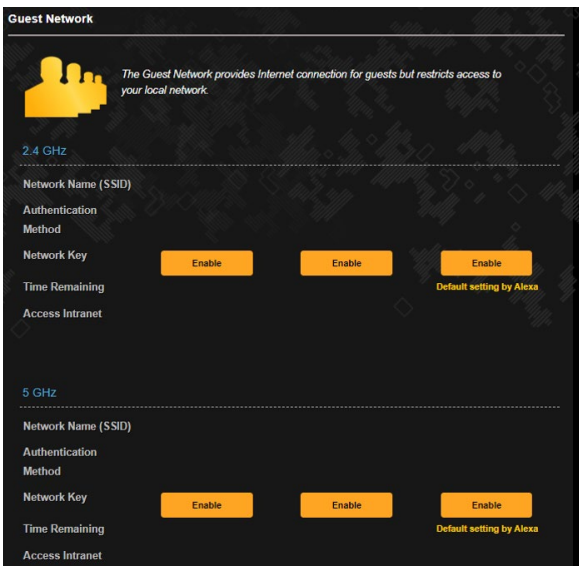 Guest Network
The Guest Network provides Internet connection for guests but restricts access to
your local network.
2.4 GHz
Network Name (SSID)
Authentication
Method
Network Key
Enable Enable Enable
Time Remaining
Default setting by Alexa
Access Intranet
5 GHz
Network Name (SSID)
Authentication
Method
Network Key
Enable Enable Enable
Time Remaining
Default setting by Alexa
Access Intranet